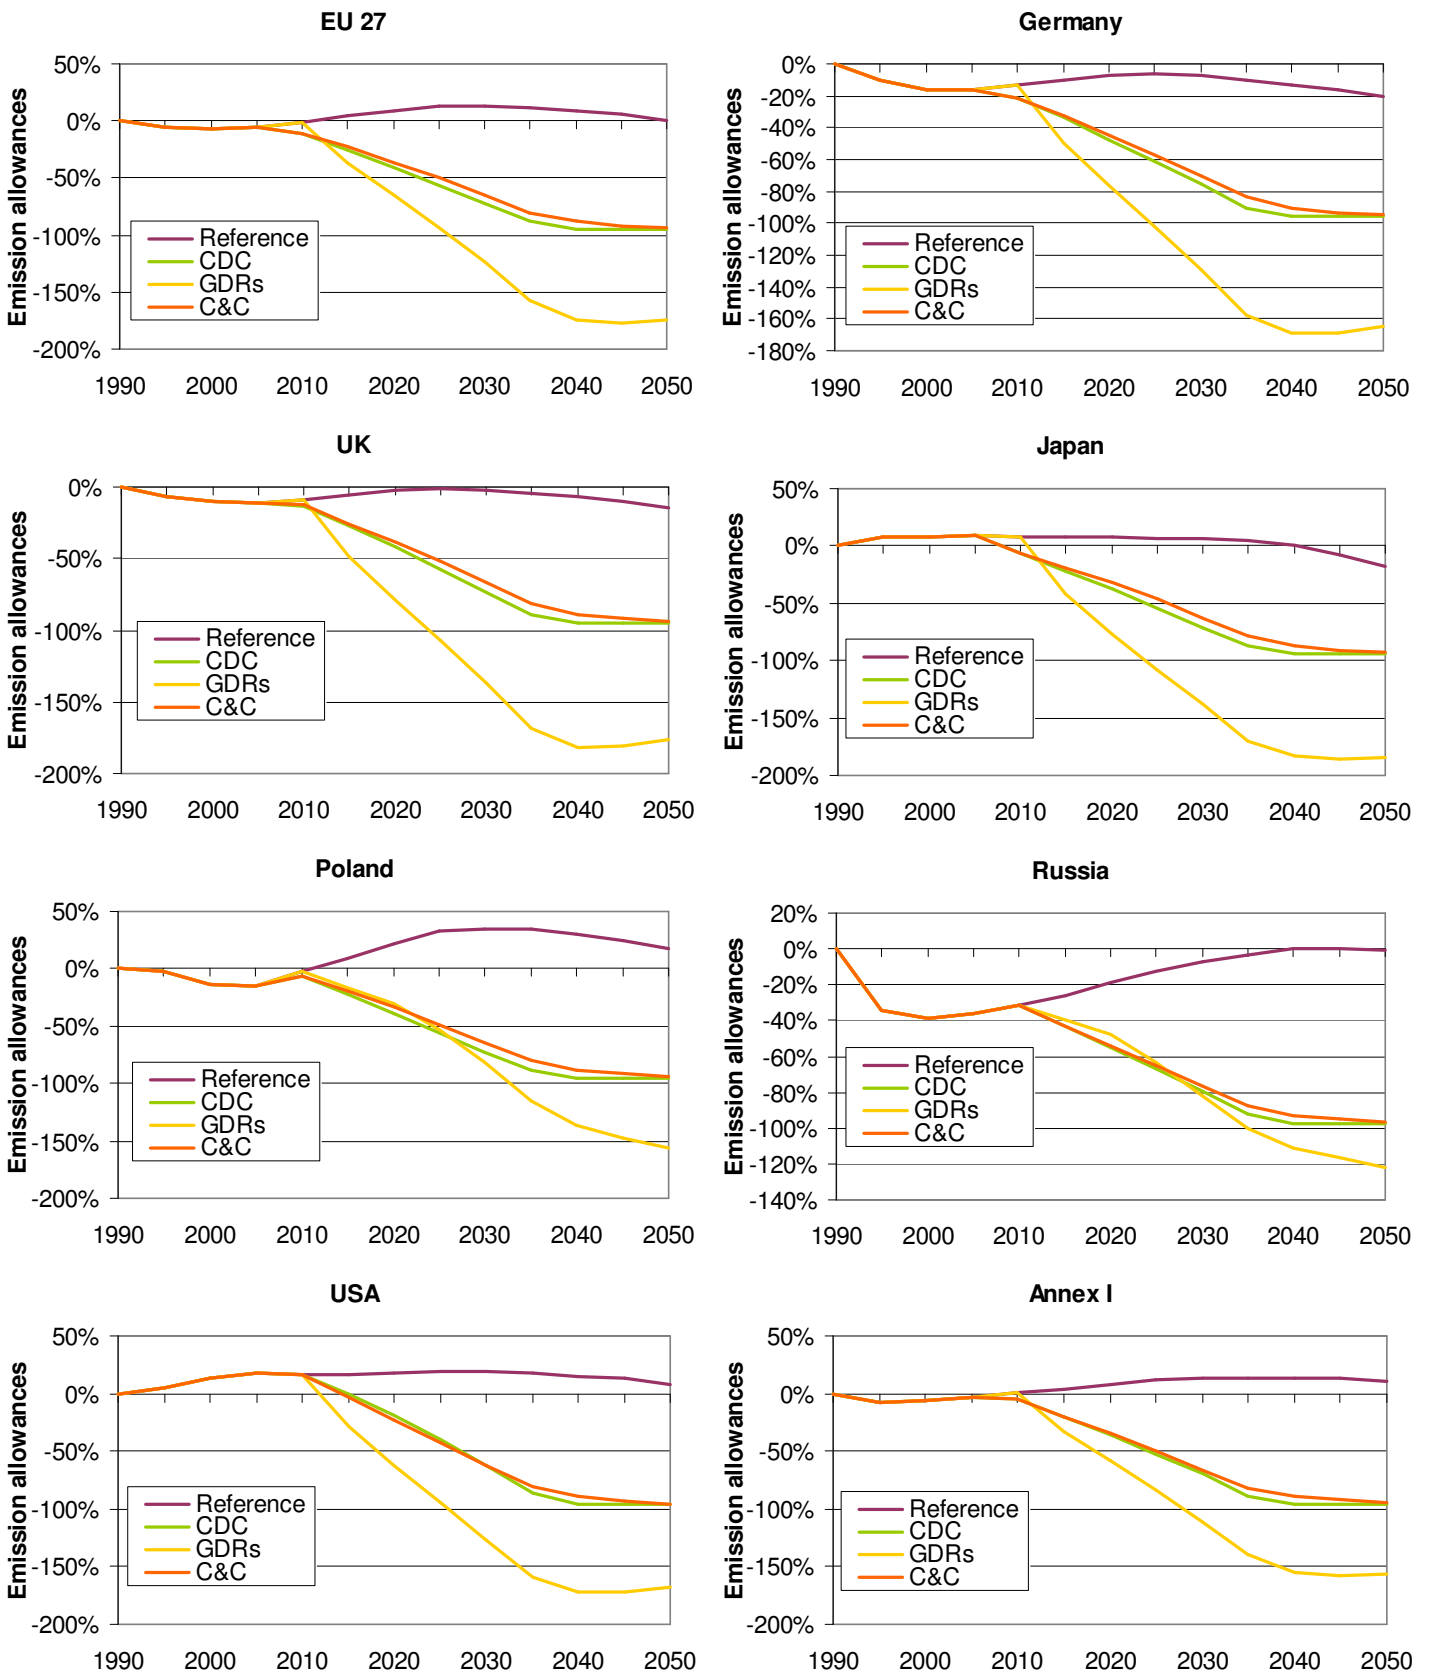 EU 27
Emission allowances
50%
0%
-50%
-100%
-150%
-200%
Reference
CDC
GDRs
C&C
1990 2000 2010 2020 2030 2040 2050
Germany
Emission allowances
0%
-20%
-40%
-60%
-80%
-100%
-120%
-140%
-160%
-180%
Reference
CDC
GDRs
C&C
1990 2000 2010 2020 2030 2040 2050
UK
Emission allowances
0%
-50%
-100%
-150%
-200%
Reference
CDC
GDRs
C&C
1990 2000 2010 2020 2030 2040 2050
Japan
Emission allowances
50%
0%
-50%
-100%
-150%
-200%
Reference
CDC
GDRs
C&C
1990 2000 2010 2020 2030 2040 2050
Poland
Emission allowances
50%
0%
-50%
-100%
-150%
-200%
Reference
CDC
GDRs
C&C
1990 2000 2010 2020 2030 2040 2050
Russia
Emission allowances
20%
0%
-20%
-40%
-60%
-80%
-100%
-120%
-140%
Reference
CDC
GDRs
C&C
1990 2000 2010 2020 2030 2040 2050
USA
Emission allowances
50%
0%
-50%
-100%
-150%
-200%
Reference
CDC
GDRs
C&C
1990 2000 2010 2020 2030 2040 2050
Annex I
Emission allowances
50%
0%
-50%
-100%
-150%
-200%
Reference
CDC
GDRs
C&C
1990 2000 2010 2020 2030 2040 2050